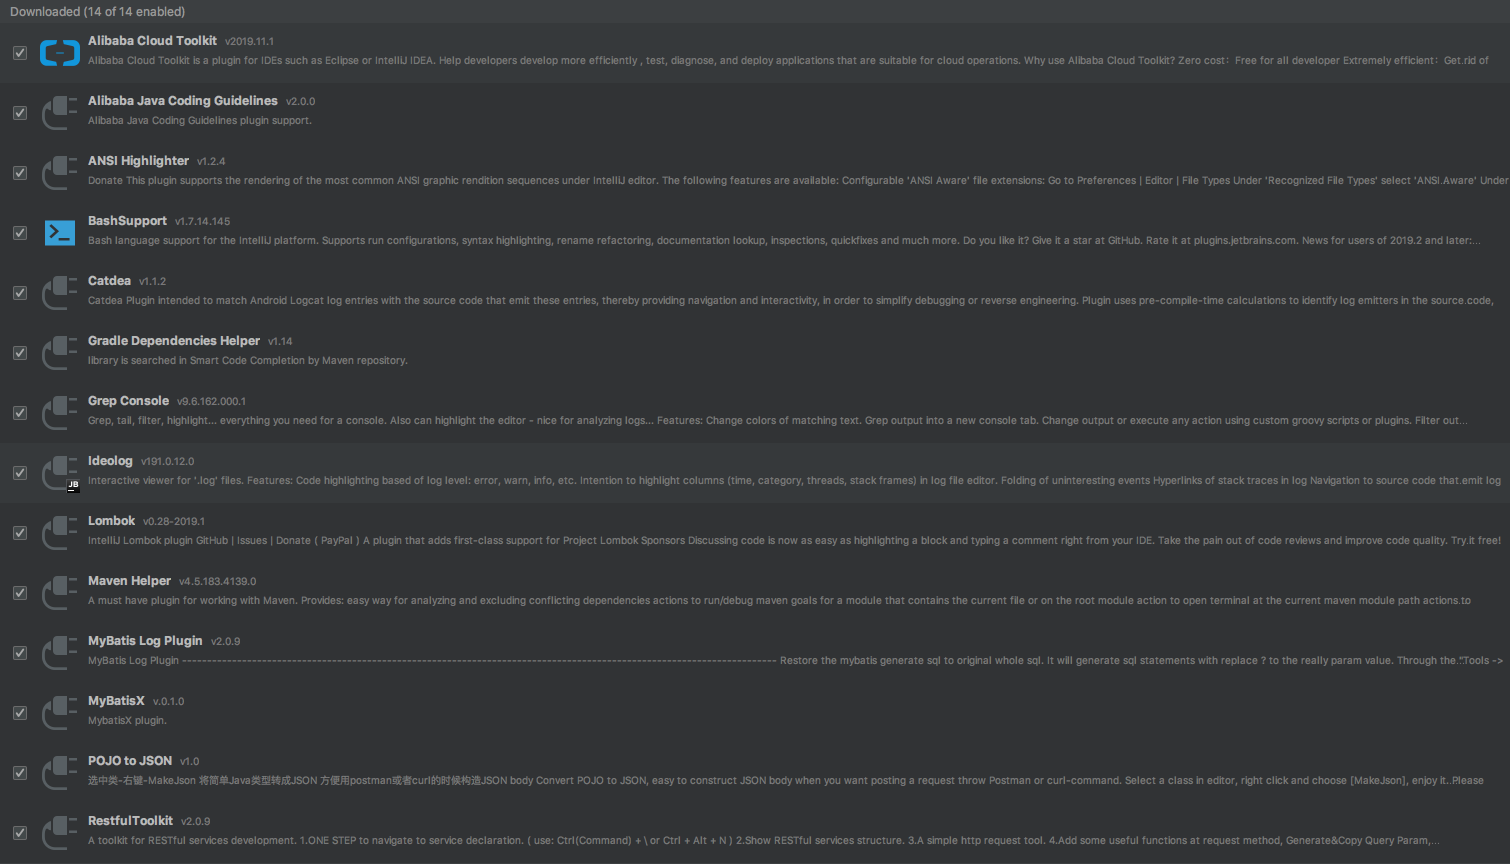 Downloaded (14 of 14 enabled)
Alibaba Cloud Toolkit v2019.11.1
Alibaba Cloud Toolkit is a plugin for IDEs such as Eclipse or IntelliJ IDEA. Help developers develop more efficiently , test, diagnose, and deploy applications that are suitable for cloud operations. Why use Alibaba Cloud Toolkit? Zero cost：Free for all developer Extremely efficient：Get.rid of
Alibaba Java Coding Guidelines v2.0.0
Alibaba Java Coding Guidelines plugin support.
ANSI Highlighter v1.2.4
Donate This plugin supports the rendering of the most common ANSI graphic rendition sequences under IntelliJ editor. The following features are available: Configurable 'ANSI Aware' file extensions: Go to Preferences | Editor | File Types Under 'Recognized File Types' select 'ANSI Aware' Under
BashSupport v1.7.14.145
Bash language support for the IntelliJ platform. Supports run configurations, syntax highlighting, rename refactoring, documentation lookup, inspections, quickfixes and much more. Do you like it? Give it a star at GitHub. Rate it at plugins.jetbrains.com. News for users of 2019.2 and later:...
Catdea v1.1.2
Catdea Plugin intended to match Android Logcat log entries with the source code that emit these entries, thereby providing navigation and interactivity, in order to simplify debugging or reverse engineering. Plugin uses pre-compile-time calculations to identify log emitters in the source.code,
Gradle Dependencies Helper v1.14
library is searched in Smart Code Completion by Maven repository.
Grep Console v9.6.162.000.1
Grep, tail, filter, highlight... everything you need for a console. Also can highlight the editor - nice for analyzing logs... Features: Change colors of matching text. Grep output into a new console tab. Change output or execute any action using custom groovy scripts or plugins. Filter out...
Ideolog v191.0.12.0
JB
Interactive viewer for '.log' files. Features: Code highlighting based of log level: error, warn, info, etc. Intention to highlight columns (time, category, threads, stack frames) in log file editor. Folding of uninteresting events Hyperlinks of stack traces in log Navigation to source code that.emit log
Lombok v0.28-2019.1
IntelliJ Lombok plugin GitHub | Issues | Donate ( PayPal ) A plugin that adds first-class support for Project Lombok Sponsors Discussing code is now as easy as highlighting a block and typing a comment right from your IDE. Take the pain out of code reviews and improve code quality. Try.it free!
Maven Helper v4.5.183.4139.0
A must have plugin for working with Maven. Provides: easy way for analyzing and excluding conflicting dependencies actions to run/debug maven goals for a module that contains the current file or on the root module action to open terminal at the current maven module path actions.to
MyBatis Log Plugin v2.0.9
MyBatis Log Plugin ---------------------------------------------------------------------------------------------------------------------- Restore the mybatis generate sql to original whole sql. It will generate sql statements with replace ? to the really param value. Through the."Tools ->
MyBatisX v.0.1.0
MybatisX plugin.
POJO to JSON v1.0
选中类-右键-MakeJson 将简单Java类型转成JSON 方便用postman或者curl的时候构造JSON body Convert POJO to JSON, easy to construct JSON body when you want posting a request throw Postman or curl-command. Select a class in editor, right click and choose [MakeJson], enjoy it..Please
RestfulToolkit v2.0.9
A toolkit for RESTful services development. 1.ONE STEP to navigate to service declaration. ( use: Ctrl(Command) + \ or Ctrl + Alt + N ) 2.Show RESTful services structure. 3.A simple http request tool. 4.Add some useful functions at request method, Generate&Copy Query Param,...